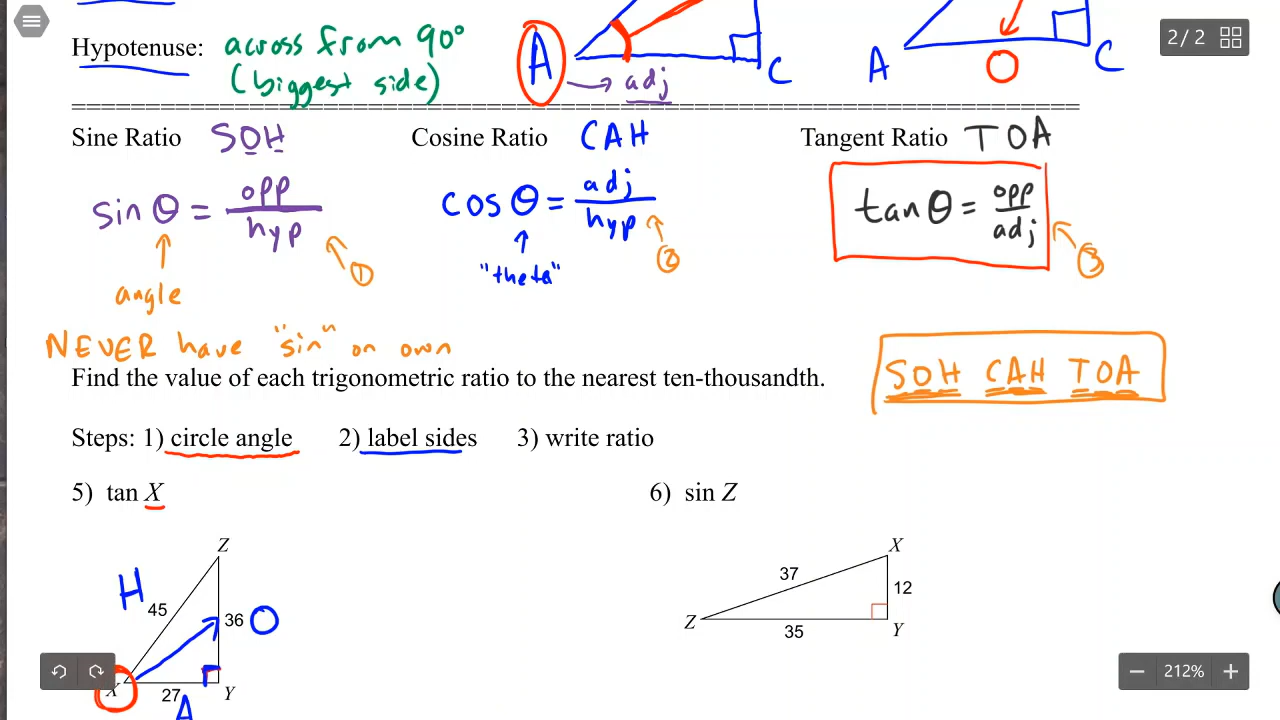 Hypotenuse: across from 90°
(biggest side)
A → adj
C
A
O
C
2/2
Sine Ratio SOH
Cosine Ratio CAH
Tangent Ratio TOA
sin θ = opp/hyp
cos θ = adj/hyp
tan θ = opp/adj
angle
①
"theta"
②
③
NEVER have "sin" on own
SOH CAH TOA
Find the value of each trigonometric ratio to the nearest ten-thousandth.
Steps: 1) circle angle 2) label sides 3) write ratio
5) tan X
6) sin Z
Z
H
45
36 O
X
27
A
Y
X
37
12
Z
35
Y
212%